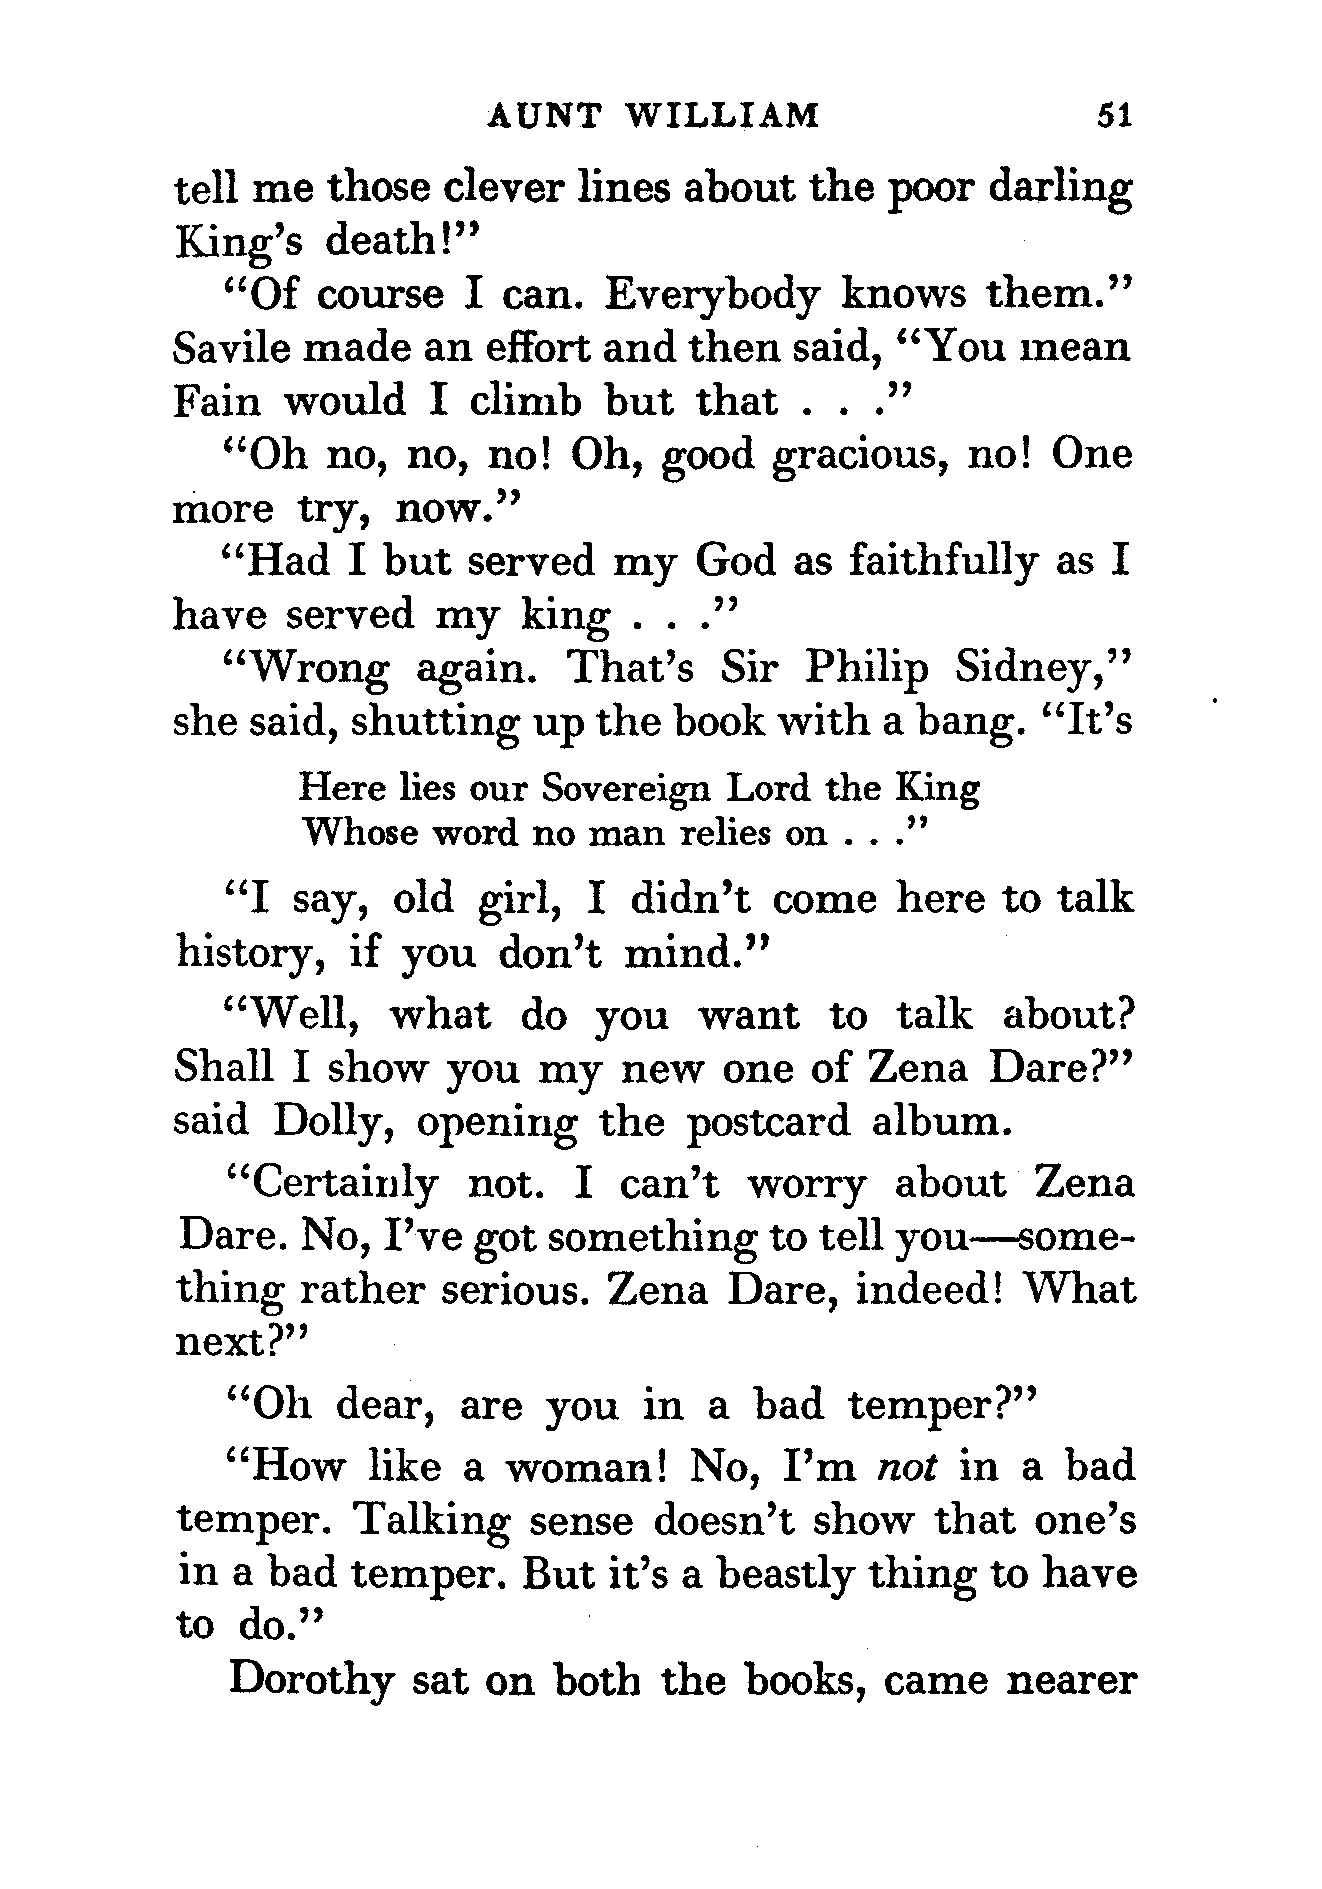 AUNT WILLIAM 51
tell me those clever lines about the poor darling
King's death!"
"Of course I can. Everybody knows them."
Savile made an effort and then said, "You mean
Fain would I climb but that . . ."
"Oh no, no, no! Oh, good gracious, no! One
more try, now."
"Had I but served my God as faithfully as I
have served my king . . ."
"Wrong again. That's Sir Philip Sidney,"
she said, shutting up the book with a bang. "It's
Here lies our Sovereign Lord the King
Whose word no man relies on . . ."
"I say, old girl, I didn't come here to talk
history, if you don't mind."
"Well, what do you want to talk about?
Shall I show you my new one of Zena Dare?"
said Dolly, opening the postcard album.
"Certainly not. I can't worry about Zena
Dare. No, I've got something to tell you—some-
thing rather serious. Zena Dare, indeed! What
next?"
"Oh dear, are you in a bad temper?"
"How like a woman! No, I'm not in a bad
temper. Talking sense doesn't show that one's
in a bad temper. But it's a beastly thing to have
to do."
Dorothy sat on both the books, came nearer